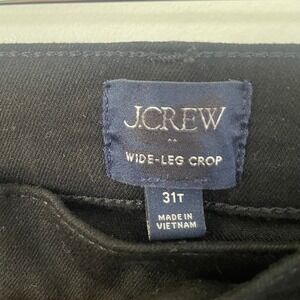 J.CREW
WIDE-LEG CROP
31T
MADE IN
VIETNAM